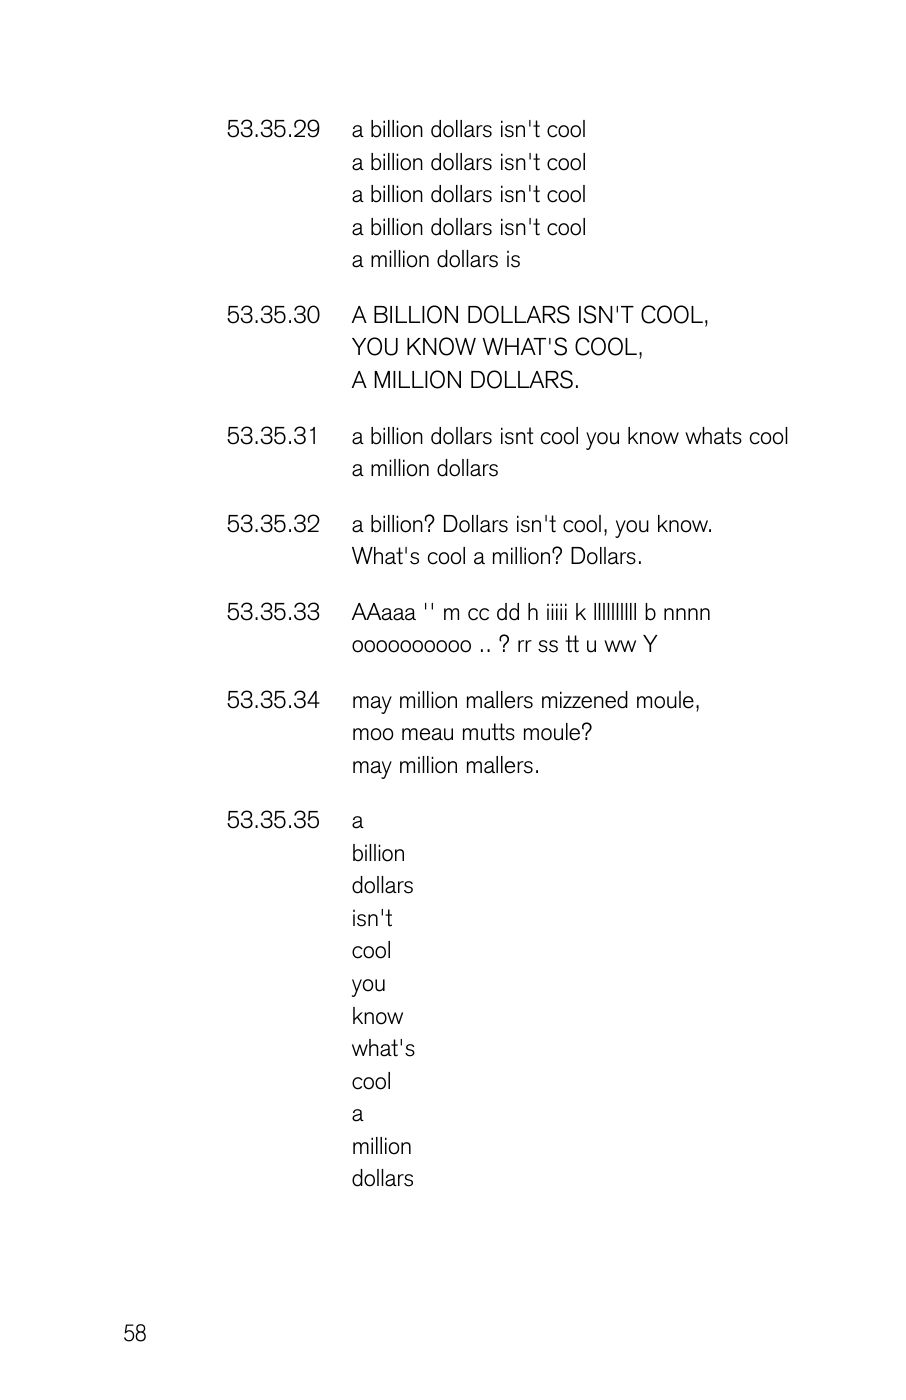 53.35.29 a billion dollars isn't cool
a billion dollars isn't cool
a billion dollars isn't cool
a billion dollars isn't cool
a million dollars is
53.35.30 A BILLION DOLLARS ISN'T COOL,
YOU KNOW WHAT'S COOL,
A MILLION DOLLARS.
53.35.31 a billion dollars isnt cool you know whats cool
a million dollars
53.35.32 a billion? Dollars isn't cool, you know.
What's cool a million? Dollars.
53.35.33 AAaaa '' m cc dd h iiiii k llllllllll b nnnn
oooooooooo .. ? rr ss tt u ww Y
53.35.34 may million mallers mizzened moule,
moo meau mutts moule?
may million mallers.
53.35.35 a
billion
dollars
isn't
cool
you
know
what's
cool
a
million
dollars
58